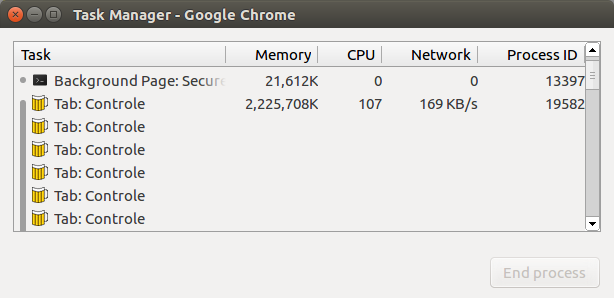 Task Manager - Google Chrome
Task Memory CPU Network Process ID
Background Page: Secure 21,612K 0 0 13397
Tab: Controle 2,225,708K 107 169 KB/s 19582
Tab: Controle
Tab: Controle
Tab: Controle
Tab: Controle
Tab: Controle
End process